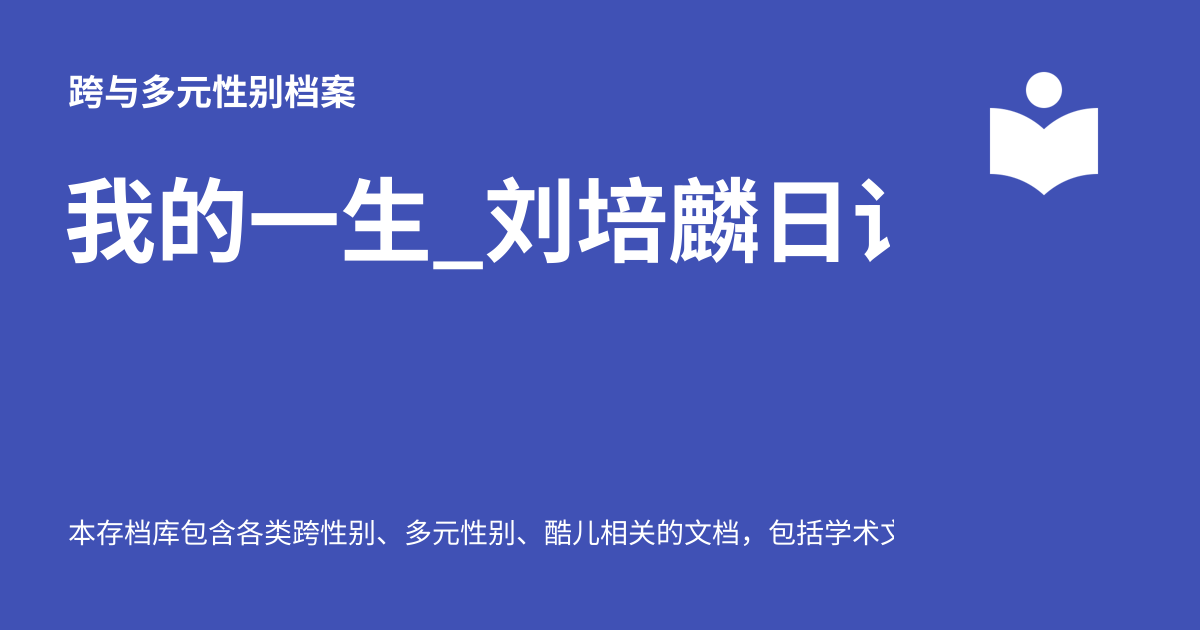 跨与多元性别档案
我的一生_刘培麟日
本存档库包含各类跨性别、多元性别、酷儿相关的文档，包括学术